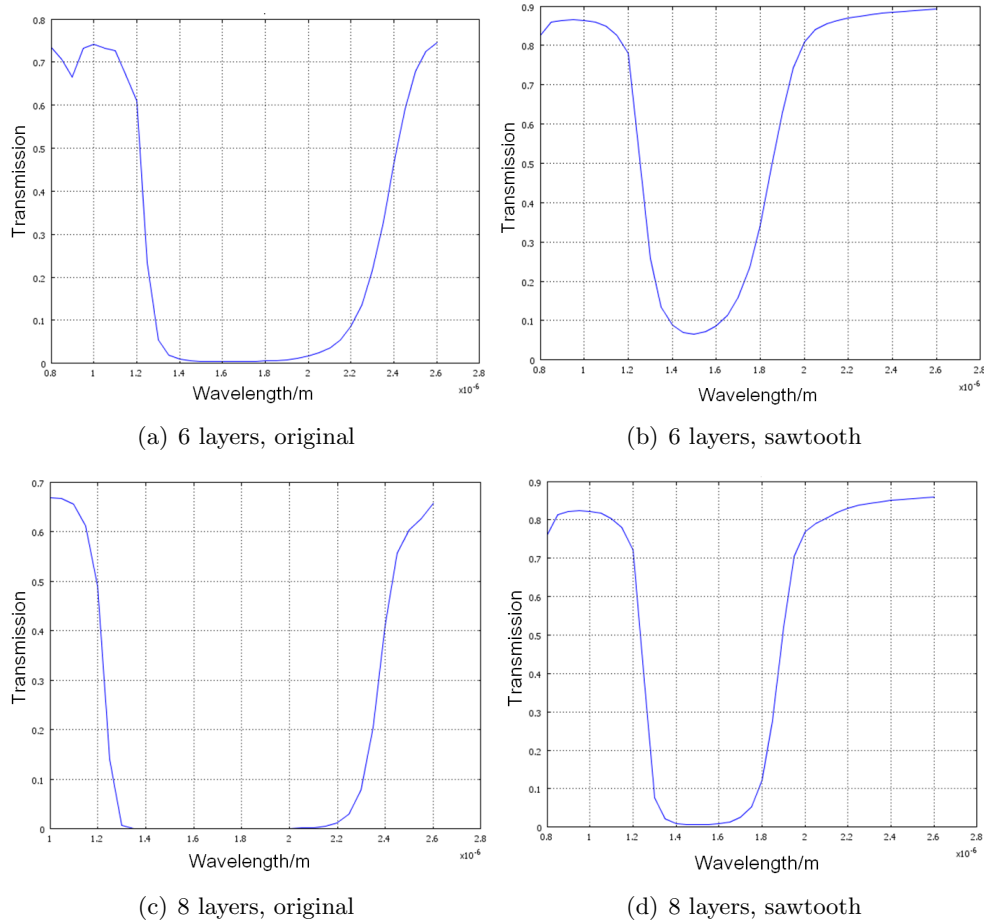 0.8
0.7
0.6
0.5
0.4
0.3
0.2
0.1
0
Transmission
0.8 1 1.2 1.4 1.6 1.8 2 2.2 2.4 2.6 2.8
x10-6
Wavelength/m
(a) 6 layers, original
0.9
0.8
0.7
0.6
0.5
0.4
0.3
0.2
0.1
0
Transmission
0.8 1 1.2 1.4 1.6 1.8 2 2.2 2.4 2.6 2.8
x10-6
Wavelength/m
(b) 6 layers, sawtooth
0.7
0.6
0.5
0.4
0.3
0.2
0.1
0
Transmission
1 1.2 1.4 1.6 1.8 2 2.2 2.4 2.6 2.8
x10-6
Wavelength/m
(c) 8 layers, original
0.9
0.8
0.7
0.6
0.5
0.4
0.3
0.2
0.1
0
Transmission
0.8 1 1.2 1.4 1.6 1.8 2 2.2 2.4 2.6 2.8
x10-6
Wavelength/m
(d) 8 layers, sawtooth